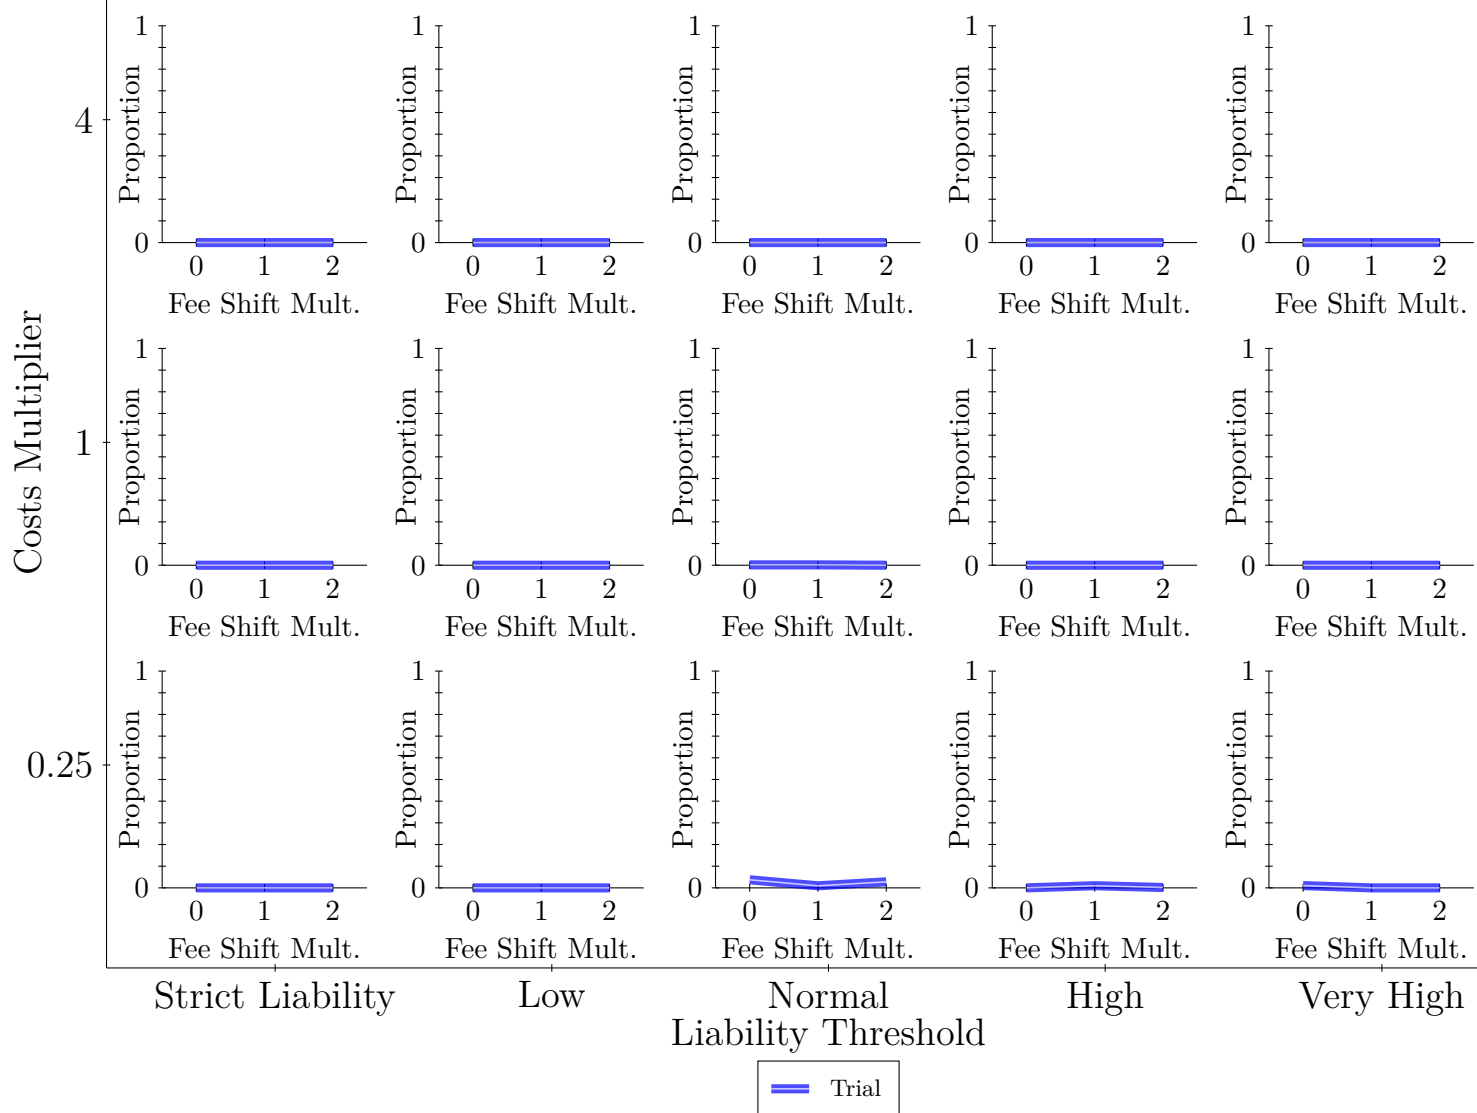 1
1
1
1
1
Proportion
Proportion
Proportion
Proportion
Proportion
4
0
0
0
0
0
0 1 2
0 1 2
0 1 2
0 1 2
0 1 2
Fee Shift Mult.
Fee Shift Mult.
Fee Shift Mult.
Fee Shift Mult.
Fee Shift Mult.
Costs Multiplier
1
1
1
1
1
Proportion
Proportion
Proportion
Proportion
Proportion
1
0
0
0
0
0
0 1 2
0 1 2
0 1 2
0 1 2
0 1 2
Fee Shift Mult.
Fee Shift Mult.
Fee Shift Mult.
Fee Shift Mult.
Fee Shift Mult.
1
1
1
1
1
Proportion
Proportion
Proportion
Proportion
Proportion
0.25
0
0
0
0
0
0 1 2
0 1 2
0 1 2
0 1 2
0 1 2
Fee Shift Mult.
Fee Shift Mult.
Fee Shift Mult.
Fee Shift Mult.
Fee Shift Mult.
Strict Liability
Low
Normal
High
Very High
Liability Threshold
Trial